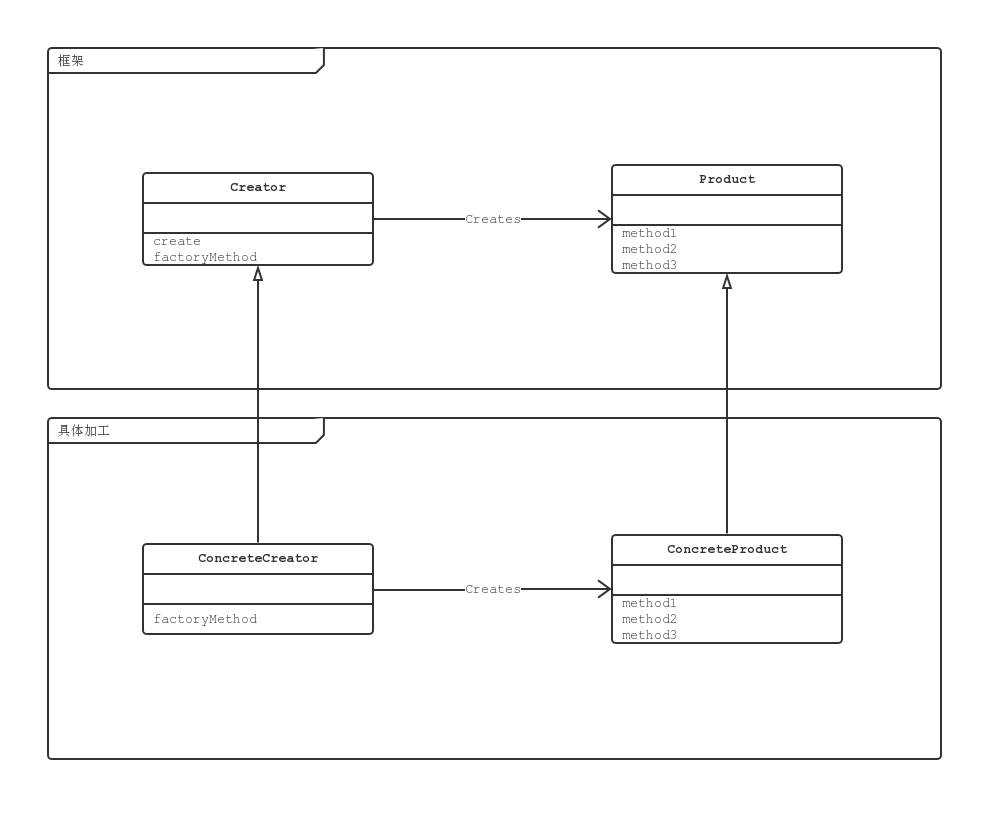 框架
Creator
create
factoryMethod
Creates
Product
method1
method2
method3
具体加工
ConcreteCreator
factoryMethod
Creates
ConcreteProduct
method1
method2
method3